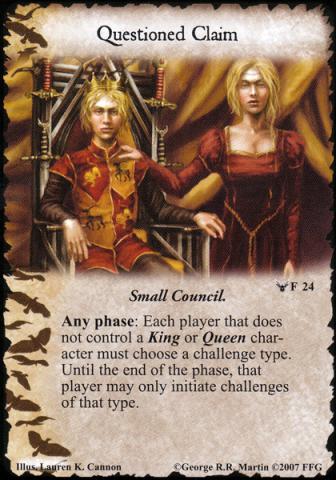 Questioned Claim
F 24
Small Council.
Any phase: Each player that does
not control a King or Queen char-
acter must choose a challenge type.
Until the end of the phase, that
player may only initiate challenges
of that type.
Illus. Lauren K. Cannon ©George R.R. Martin ©2007 FFG